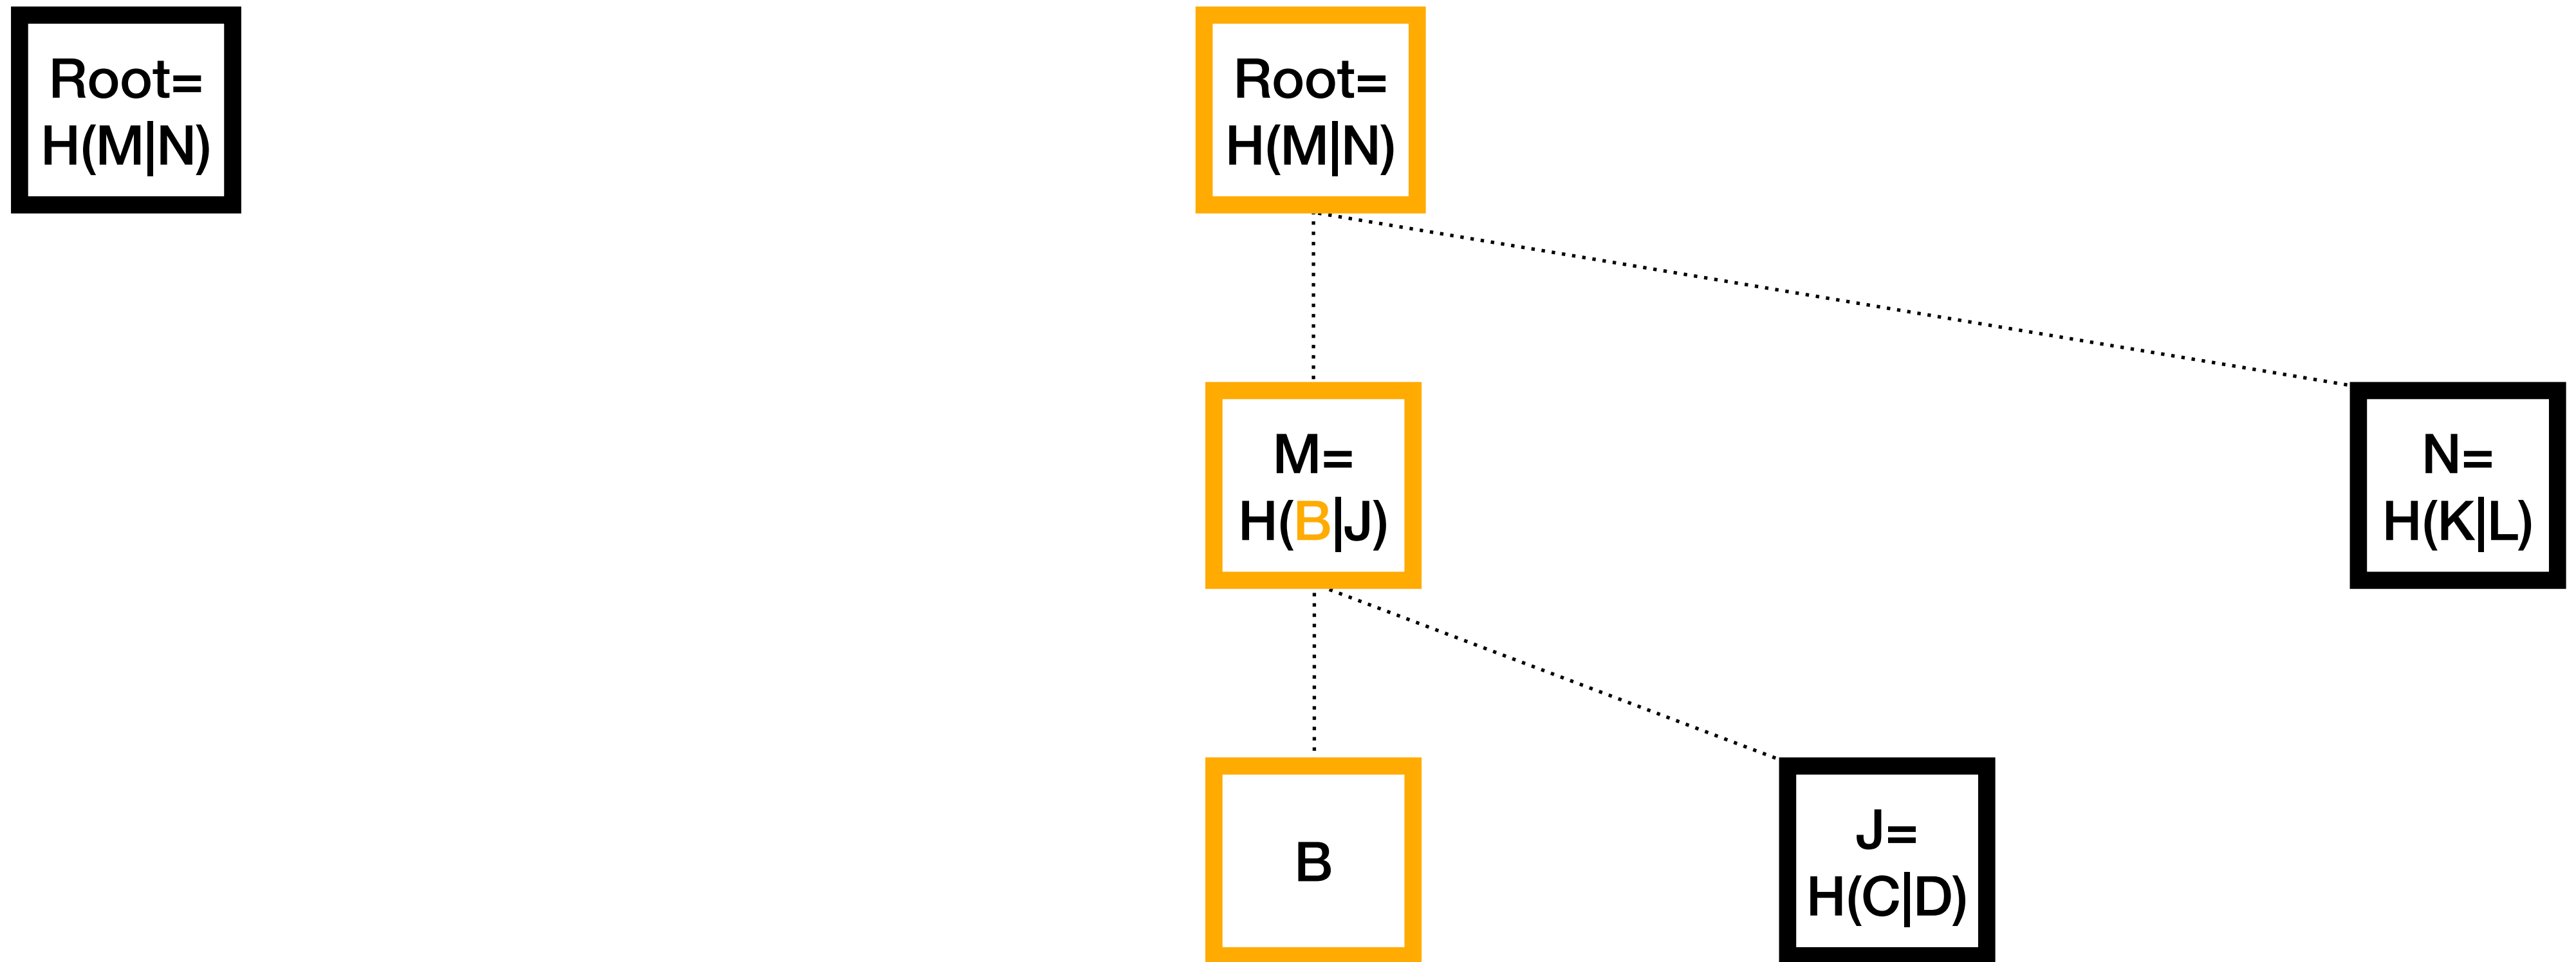 Root=
H(M|N)
Root=
H(M|N)
M=
H(B|J)
N=
H(K|L)
B
J=
H(C|D)